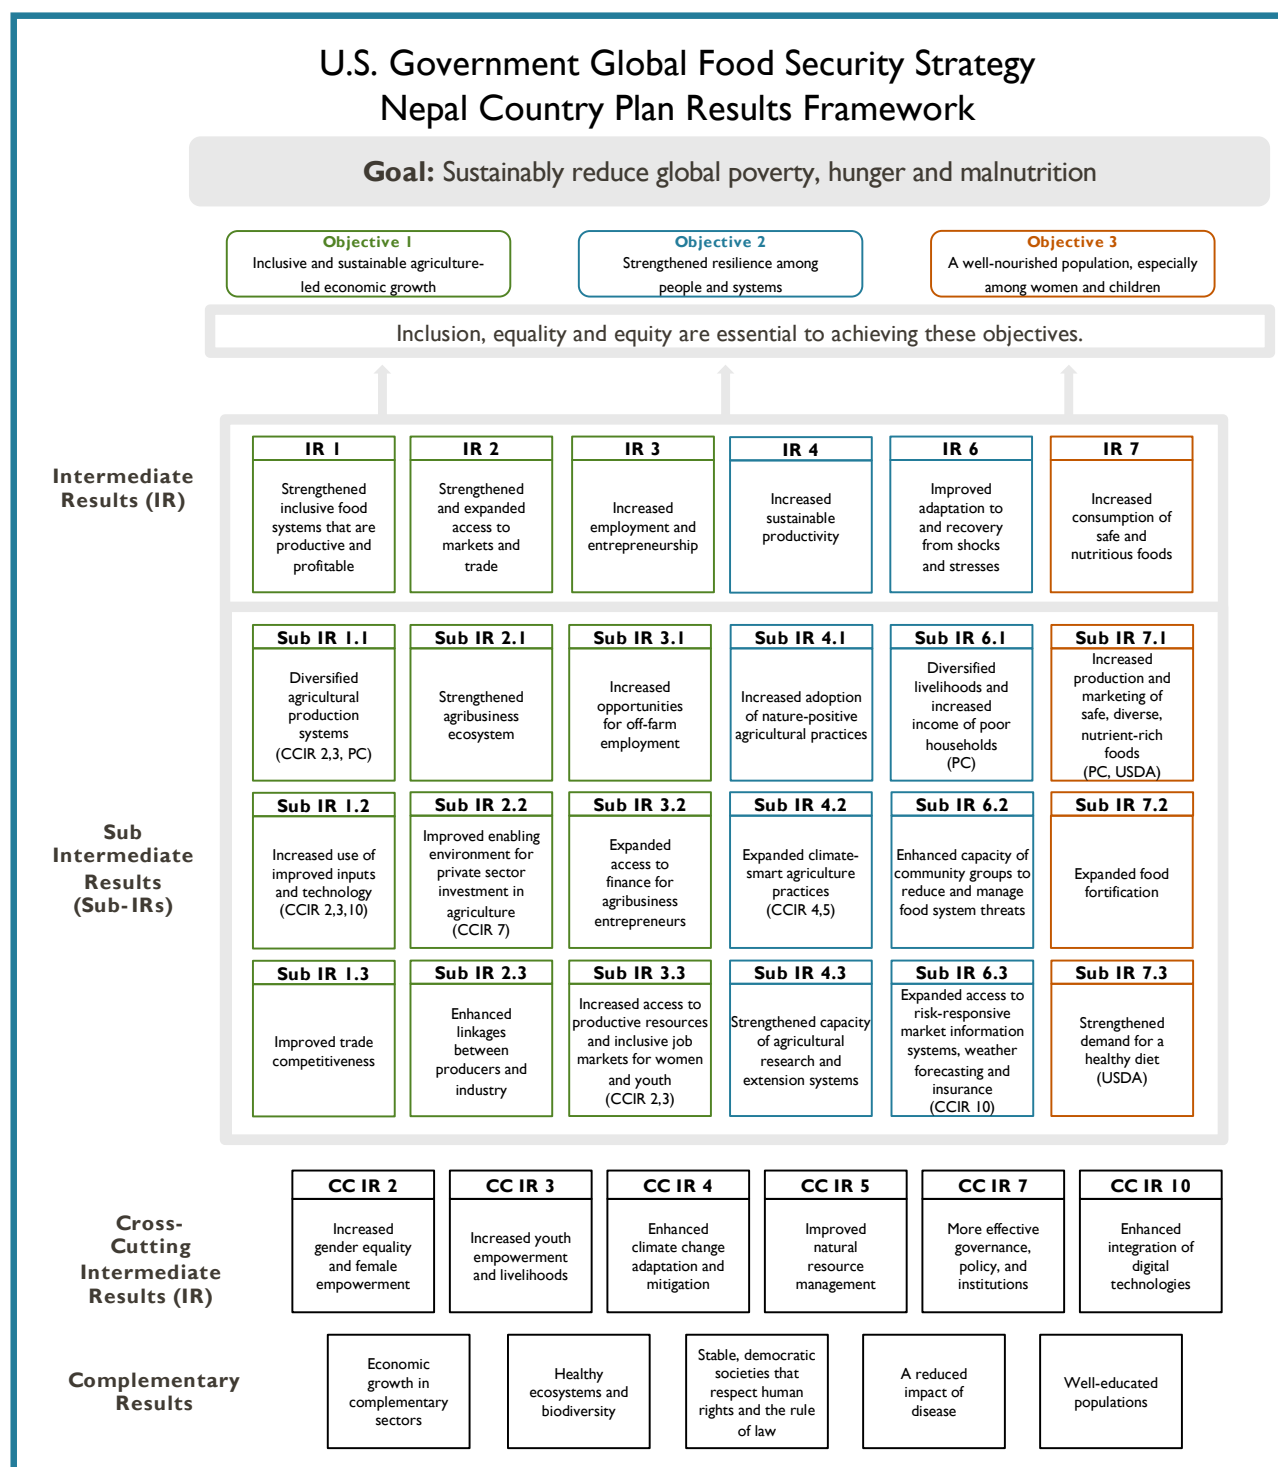 U.S. Government Global Food Security Strategy
Nepal Country Plan Results Framework
Goal: Sustainably reduce global poverty, hunger and malnutrition
Objective 1
Inclusive and sustainable agriculture-
led economic growth
Objective 2
Strengthened resilience among
people and systems
Objective 3
A well-nourished population, especially
among women and children
Inclusion, equality and equity are essential to achieving these objectives.
Intermediate
Results (IR)
IR 1
Strengthened
inclusive food
systems that are
productive and
profitable
IR 2
Strengthened
and expanded
access to
markets and
trade
IR 3
Increased
employment and
entrepreneurship
IR 4
Increased
sustainable
productivity
IR 6
Improved
adaptation to
and recovery
from shocks
and stresses
IR 7
Increased
consumption of
safe and
nutritious foods
Sub
Intermediate
Results
(Sub-IRs)
Sub IR 1.1
Diversified
agricultural
production
systems
(CCIR 2,3, PC)
Sub IR 2.1
Strengthened
agribusiness
ecosystem
Sub IR 3.1
Increased
opportunities
for off-farm
employment
Sub IR 4.1
Increased adoption
of nature-positive
agricultural practices
Sub IR 6.1
Diversified
livelihoods and
increased
income of poor
households
(PC)
Sub IR 7.1
Increased
production and
marketing of
safe, diverse,
nutrient-rich
foods
(PC, USDA)
Sub IR 1.2
Increased use of
improved inputs
and technology
(CCIR 2,3,10)
Sub IR 2.2
Improved enabling
environment for
private sector
investment in
agriculture
(CCIR 7)
Sub IR 3.2
Expanded
access to
finance for
agribusiness
entrepreneurs
Sub IR 4.2
Expanded climate-
smart agriculture
practices
(CCIR 4,5)
Sub IR 6.2
Enhanced capacity of
community groups to
reduce and manage
food system threats
Sub IR 7.2
Expanded food
fortification
Sub IR 1.3
Improved trade
competitiveness
Sub IR 2.3
Enhanced
linkages
between
producers and
industry
Sub IR 3.3
Increased access to
productive resources
and inclusive job
markets for women
and youth
(CCIR 2,3)
Sub IR 4.3
Strengthened capacity
of agricultural
research and
extension systems
Sub IR 6.3
Expanded access to
risk-responsive
market information
systems, weather
forecasting and
insurance
(CCIR 10)
Sub IR 7.3
Strengthened
demand for a
healthy diet
(USDA)
Cross-
Cutting
Intermediate
Results (IR)
CC IR 2
Increased
gender equality
and female
empowerment
CC IR 3
Increased youth
empowerment
and livelihoods
CC IR 4
Enhanced
climate change
adaptation and
mitigation
CC IR 5
Improved
natural
resource
management
CC IR 7
More effective
governance,
policy, and
institutions
CC IR 10
Enhanced
integration of
digital
technologies
Complementary
Results
Economic
growth in
complementary
sectors
Healthy
ecosystems and
biodiversity
Stable, democratic
societies that
respect human
rights and the rule
of law
A reduced
impact of
disease
Well-educated
populations